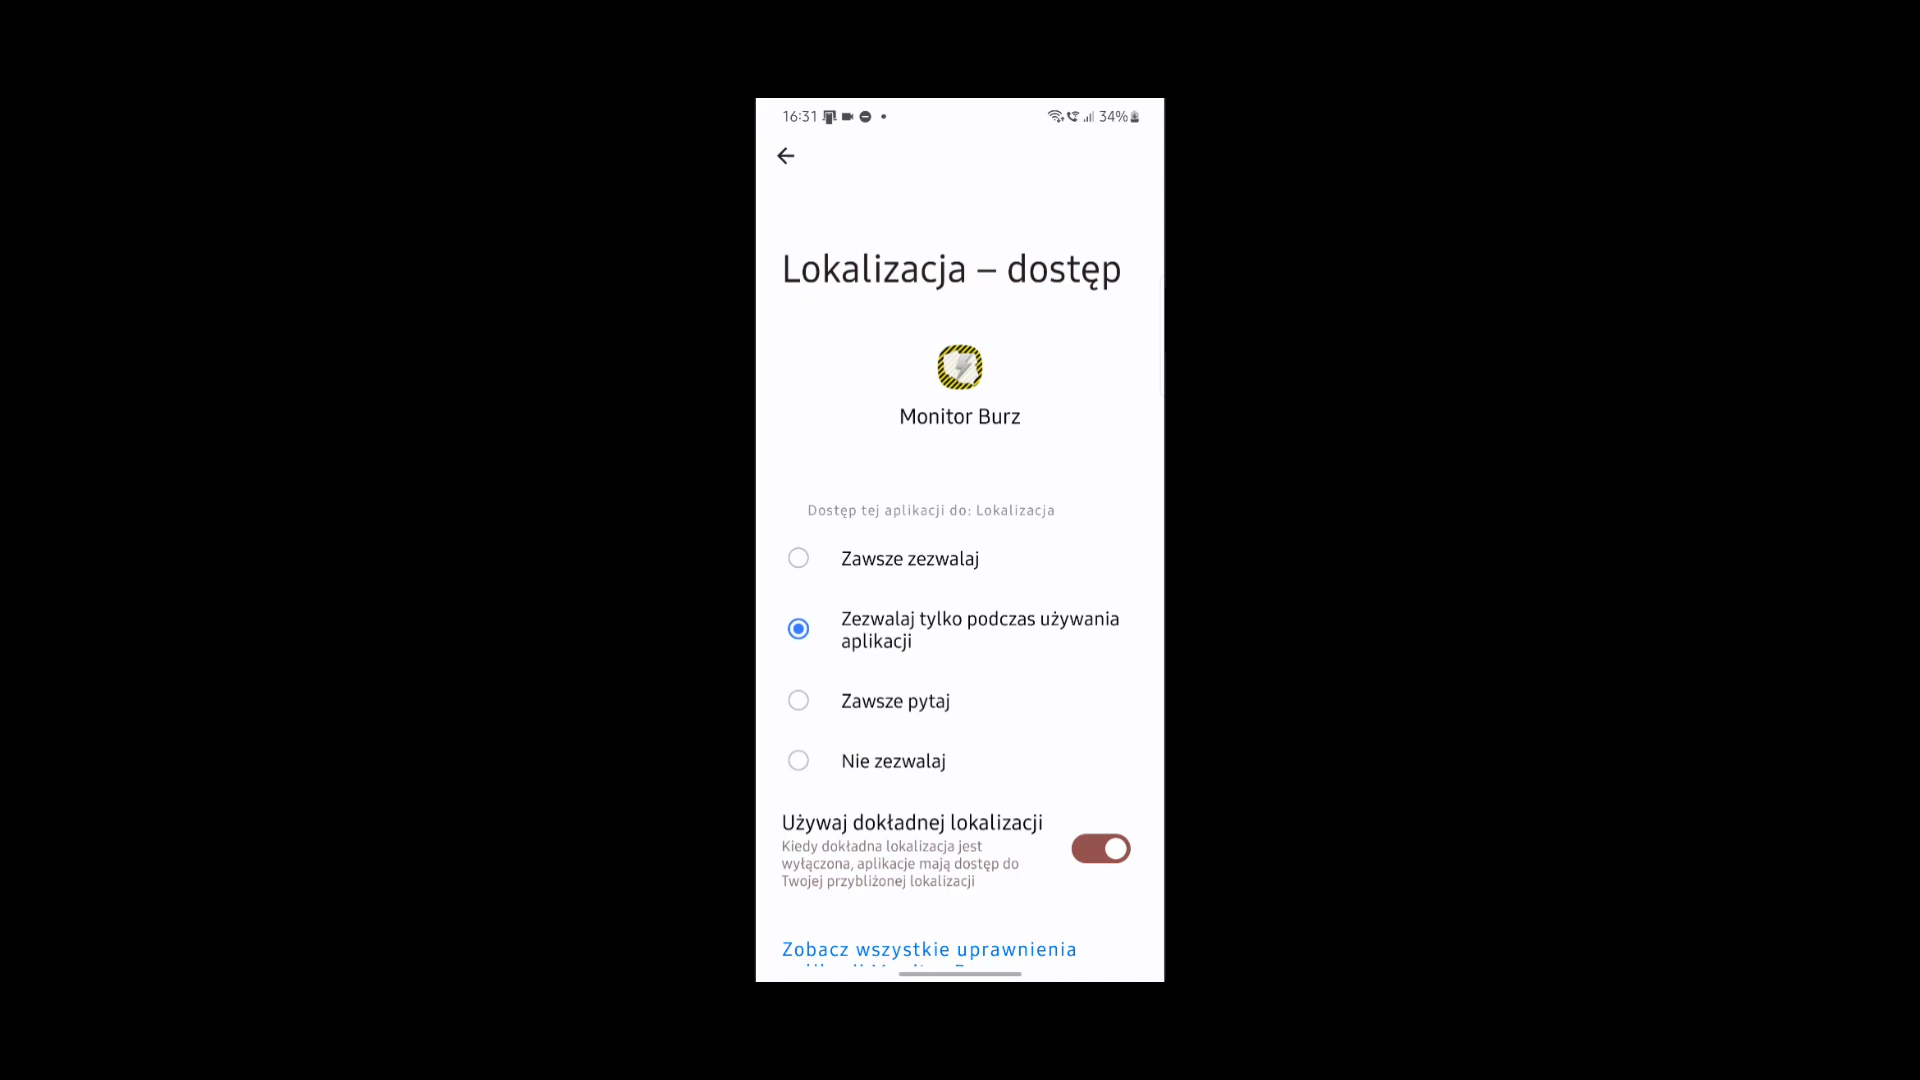 16:31 34%
Lokalizacja – dostęp
Monitor Burz
Dostęp tej aplikacji do: Lokalizacja
Zawsze zezwalaj
Zezwalaj tylko podczas używania
aplikacji
Zawsze pytaj
Nie zezwalaj
Używaj dokładnej lokalizacji
Kiedy dokładna lokalizacja jest
wyłączona, aplikacje mają dostęp do
Twojej przybliżonej lokalizacji
Zobacz wszystkie uprawnienia